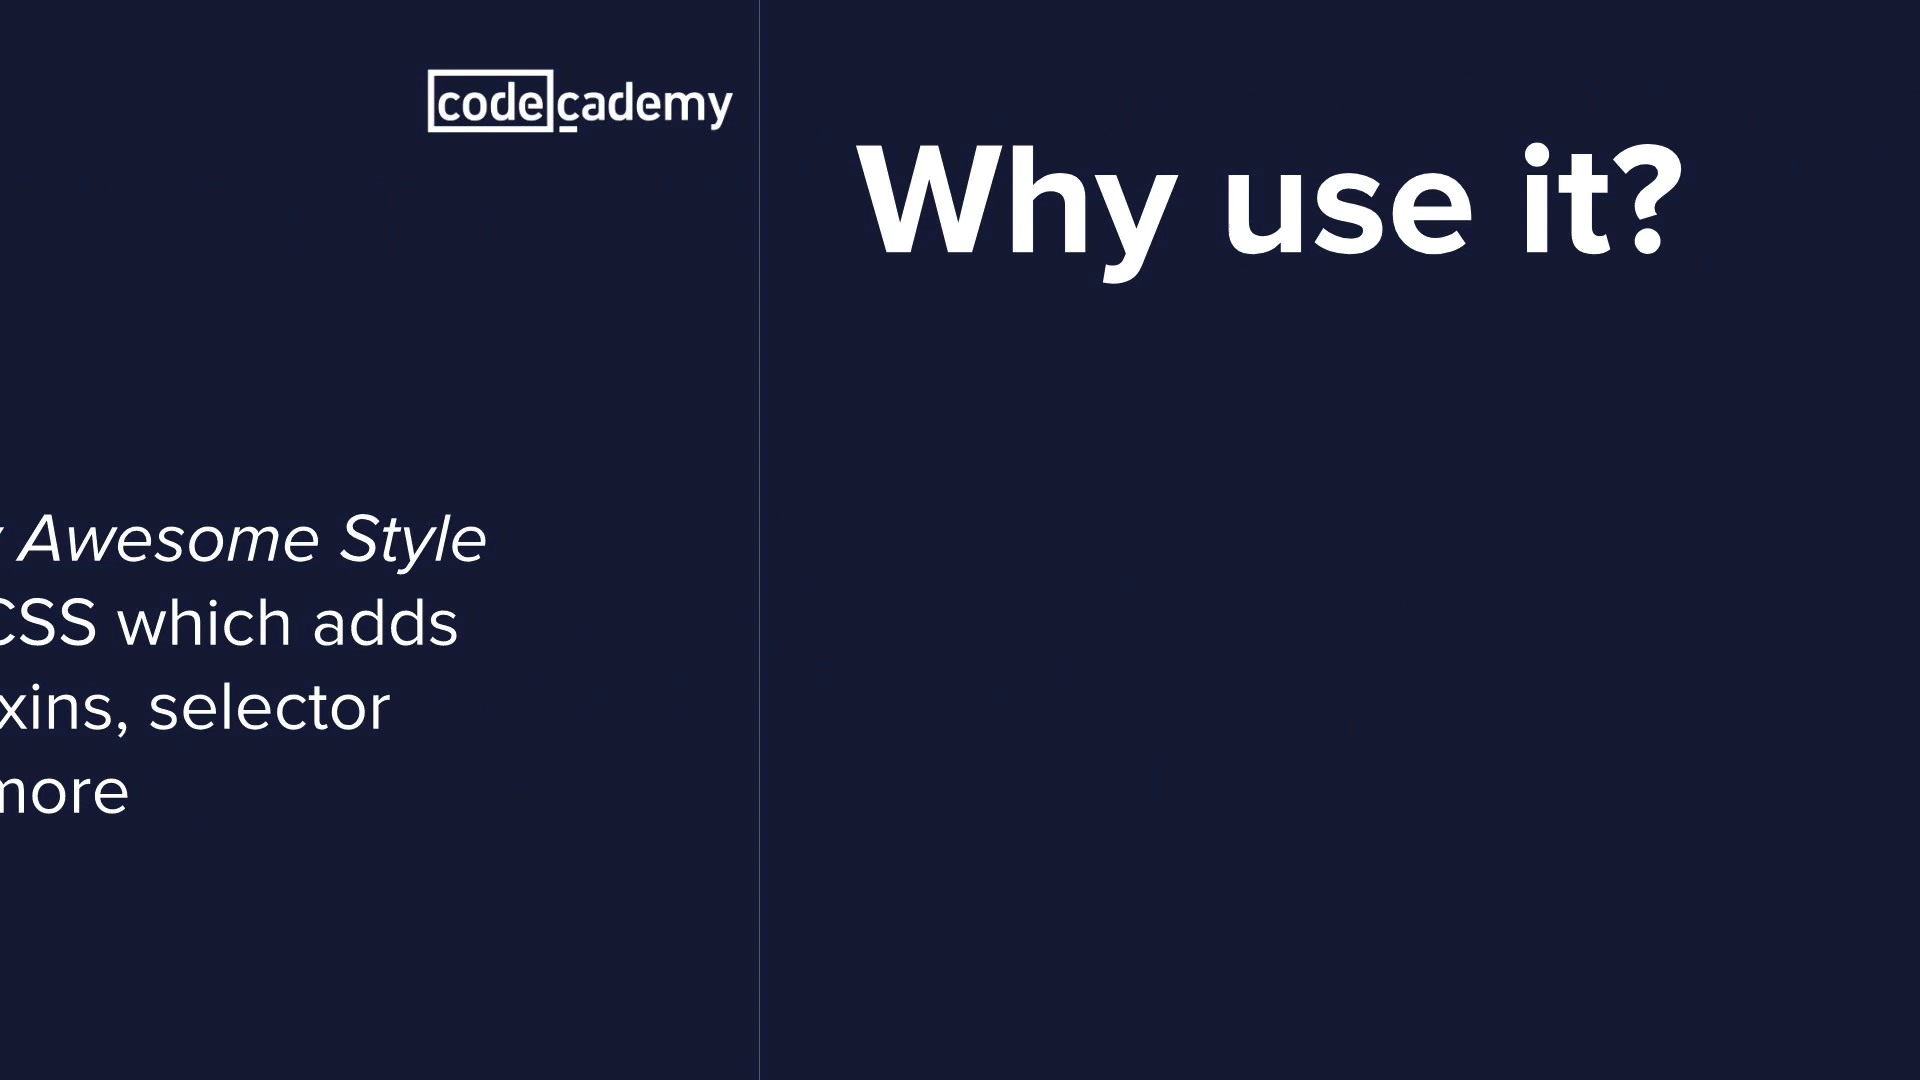 codecademy
Why use it?
Awesome Style
CSS which adds
xins, selector
more